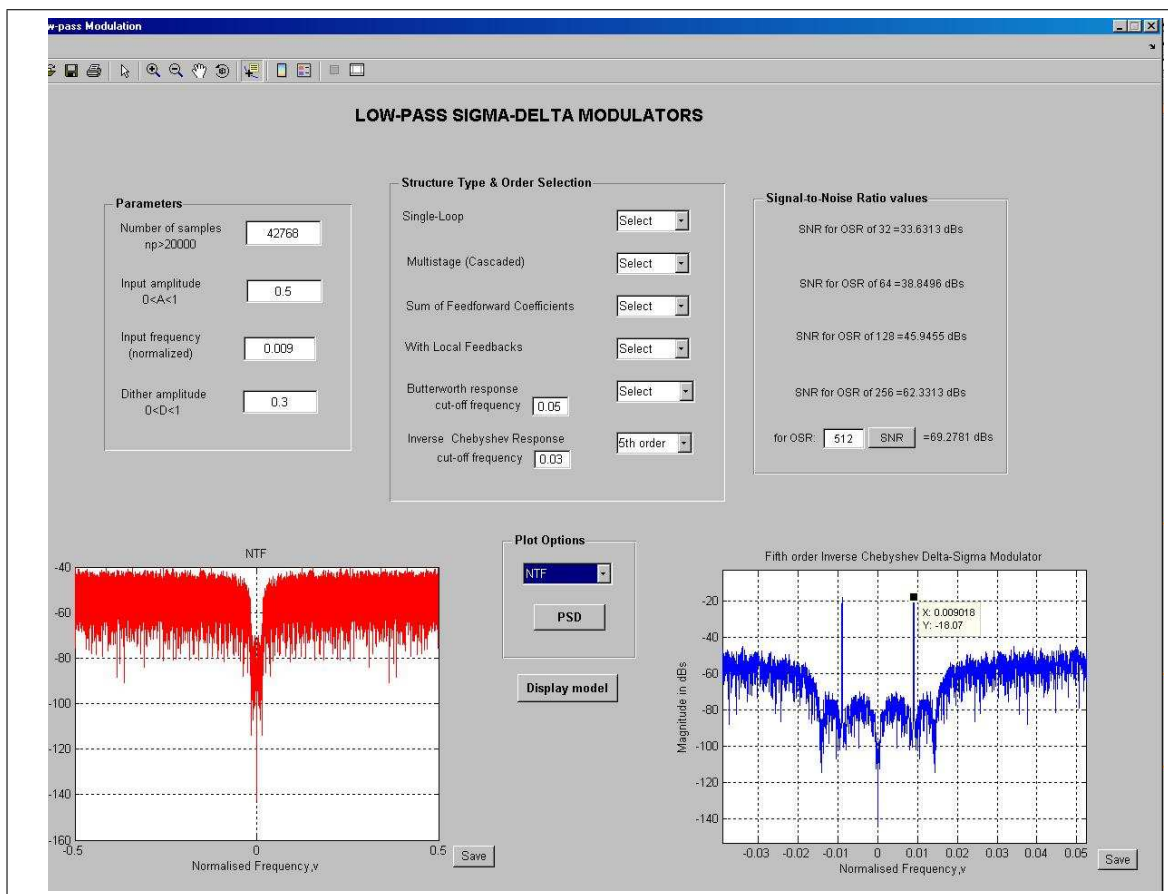 w-pass Modulation
LOW-PASS SIGMA-DELTA MODULATORS
Parameters
Number of samples
np>20000
42768
Input amplitude
0<A<1
0.5
Input frequency
(normalized)
0.009
Dither amplitude
0<D<1
0.3
Structure Type & Order Selection
Single-Loop
Select
Multistage (Cascaded)
Select
Sum of Feedforward Coefficients
Select
With Local Feedbacks
Select
Butterworth response
cut-off frequency 0.05
Select
Inverse Chebyshev Response
cut-off frequency 0.03
5th order
Signal-to-Noise Ratio values
SNR for OSR of 32 =33.6313 dBs
SNR for OSR of 64 =38.8496 dBs
SNR for OSR of 128 =45.9455 dBs
SNR for OSR of 256 =62.3313 dBs
for OSR: 512 SNR =69.2781 dBs
NTF
-40
-60
-80
-100
-120
-140
-160
-0.5 0 0.5
Normalised Frequency,v
Save
Plot Options
NTF
PSD
Display model
Fifth order Inverse Chebyshev Delta-Sigma Modulator
Magnitude in dBs
-20
-40
-60
-80
-100
-120
-140
X: 0.009018
Y: -18.07
-0.03 -0.02 -0.01 0 0.01 0.02 0.03 0.04 0.05
Normalised Frequency,v
Save